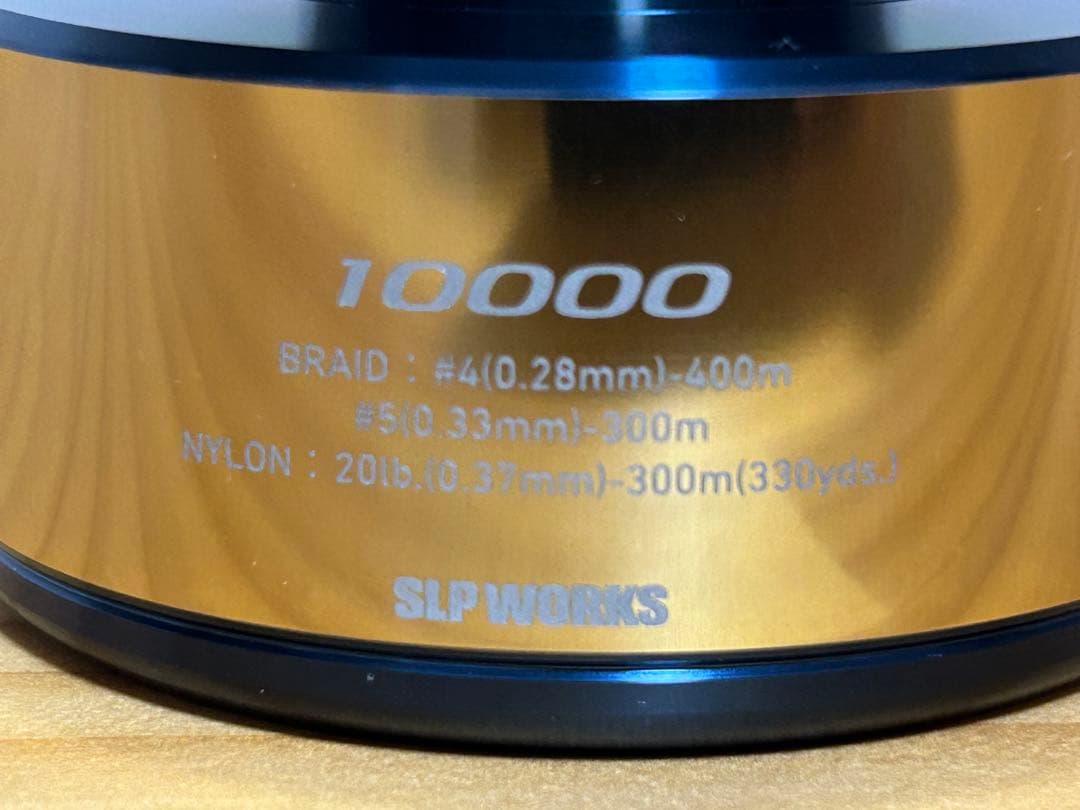 10000
BRAID : #4(0.28mm)-400m
#5(0.33mm)-300m
NYLON : 20lb.(0.37mm)-300m(330yds.)
SLP WORKS